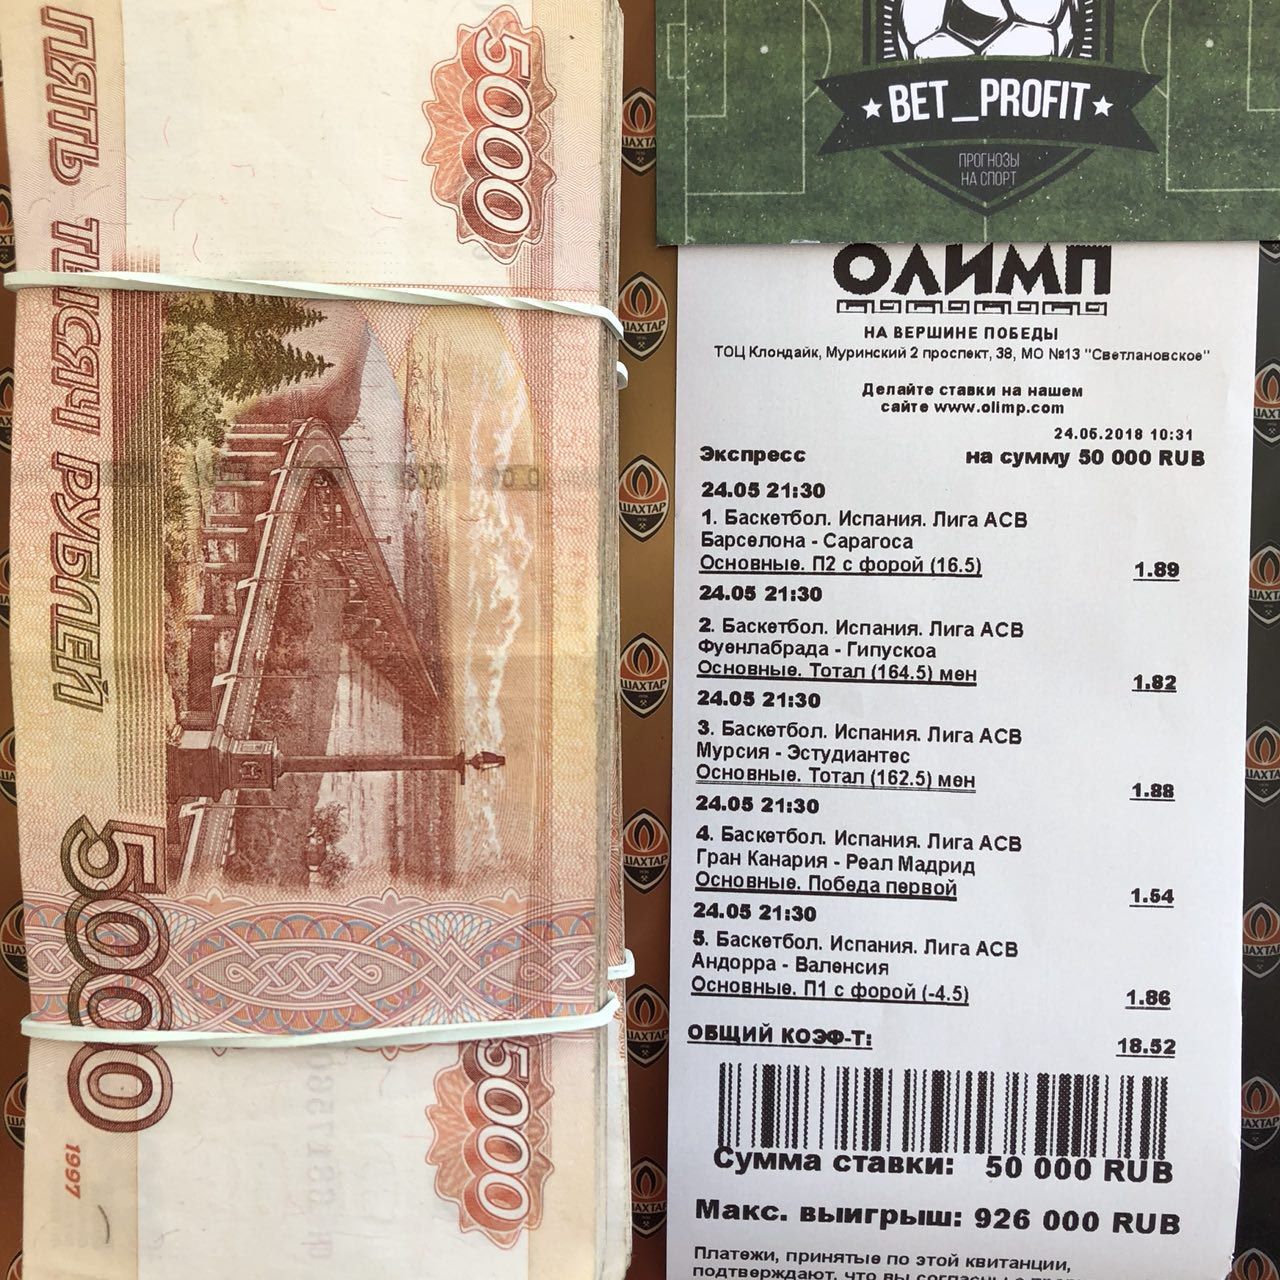 ПЯТЬ ТЫСЯЧ РУБЛЕЙ
5000
5000
5000
1997
ШАХТАР
BET_PROFIT
ПРОГНОЗЫ
НА СПОРТ
ОЛИМП
НА ВЕРШИНЕ ПОБЕДЫ
ТОЦ Клондайк, Муринский 2 проспект, 38, МО №13 "Светлановское"
Делайте ставки на нашем
сайте www.olimp.com
24.05.2018 10:31
Экспресс на сумму 50 000 RUB
24.05 21:30
1. Баскетбол. Испания. Лига АСВ
Барселона - Сарагоса
Основные. П2 с форой (16.5) 1.89
24.05 21:30
2. Баскетбол. Испания. Лига АСВ
Фуенлабрада - Гипускоа
Основные. Тотал (164.5) мен 1.82
24.05 21:30
3. Баскетбол. Испания. Лига АСВ
Мурсия - Эстудиантес
Основные. Тотал (162.5) мен 1.88
24.05 21:30
4. Баскетбол. Испания. Лига АСВ
Гран Канария - Реал Мадрид
Основные. Победа первой 1.54
24.05 21:30
5. Баскетбол. Испания. Лига АСВ
Андорра - Валенсия
Основные. П1 с форой (-4.5) 1.86
ОБЩИЙ КОЭФ-Т: 18.52
Сумма ставки: 50 000 RUB
Макс. выигрыш: 926 000 RUB
Платежи, принятые по этой квитанции,
подтверждают, что вы согласны с